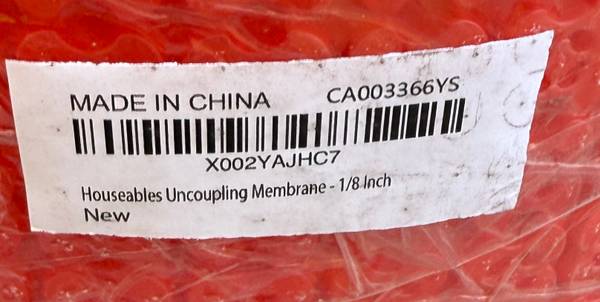 MADE IN CHINA CA003366YS
X002YAJHC7
Houseables Uncoupling Membrane - 1/8 Inch
New